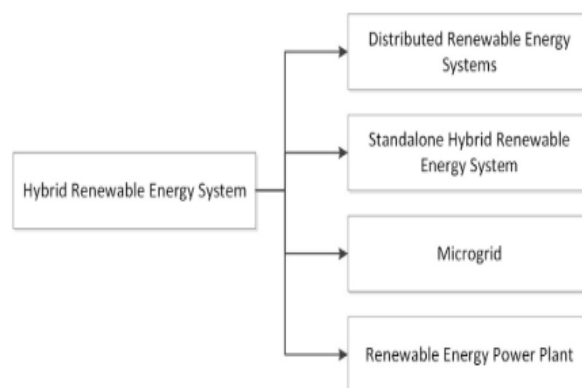 Distributed Renewable Energy
Systems
Standalone Hybrid Renewable
Energy System
Hybrid Renewable Energy System
Microgrid
Renewable Energy Power Plant